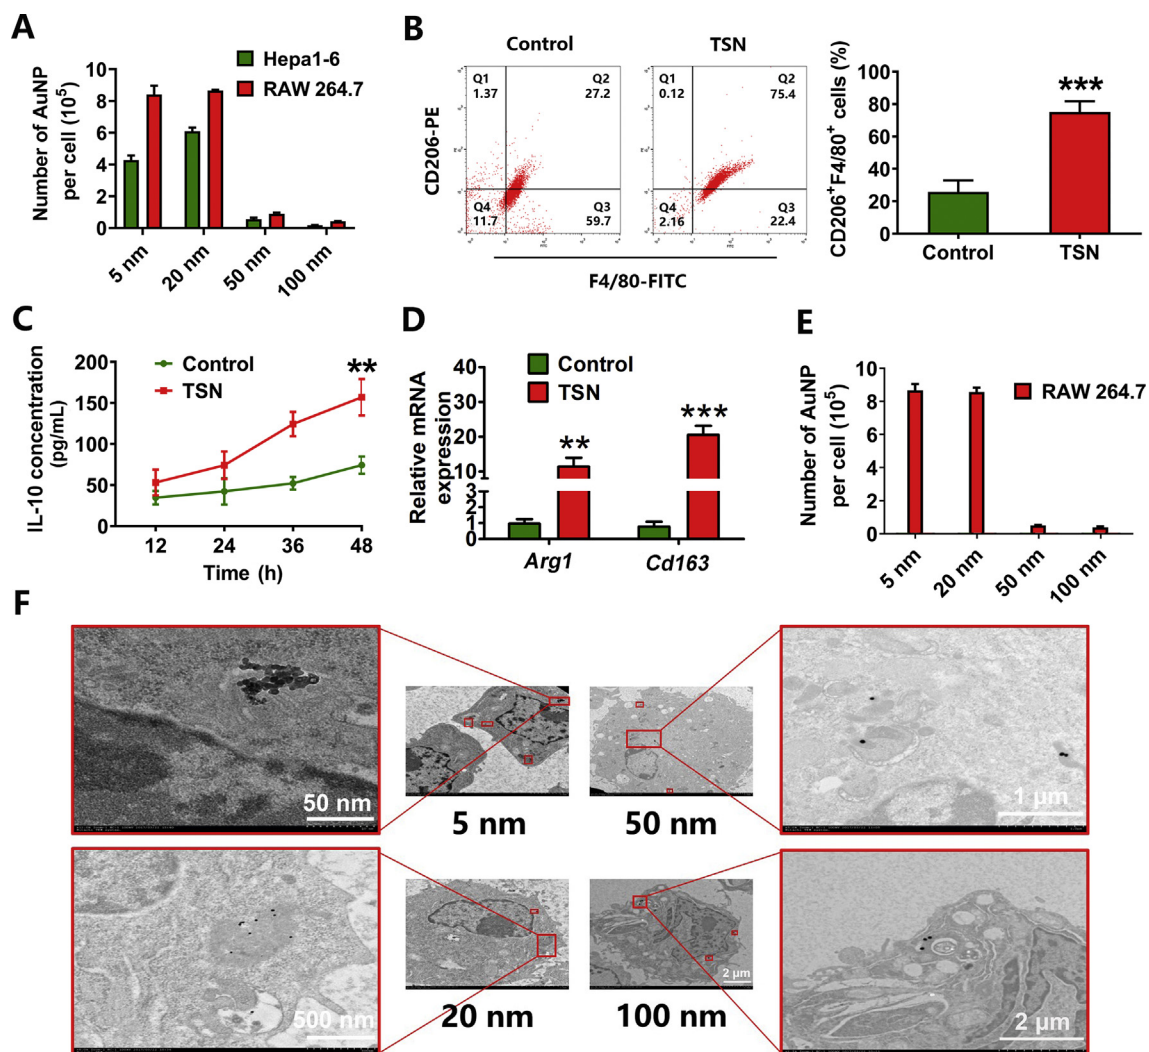 A
Hepa1-6
RAW 264.7
Number of AuNP
per cell (10⁵)
10
8
6
4
2
0
5 nm
20 nm
50 nm
100 nm
B
Control
TSN
CD206-PE
Q1
1.37
Q2
27.2
Q4
11.7
Q3
59.7
Q1
0.12
Q2
75.4
Q4
2.16
Q3
22.4
F4/80-FITC
CD206⁺F4/80⁺ cells (%)
100
80
60
40
20
0
***
Control
TSN
C
IL-10 concentration
(pg/mL)
200
150
100
50
0
Control
TSN
**
12
24
36
48
Time (h)
D
Relative mRNA
expression
40
30
20
10
3
2
1
0
Control
TSN
**
***
Arg1
Cd163
E
Number of AuNP
per cell (10⁵)
10
8
6
4
2
0
RAW 264.7
5 nm
20 nm
50 nm
100 nm
F
50 nm
5 nm
50 nm
1 µm
500 nm
20 nm
2 µm
100 nm
2 µm